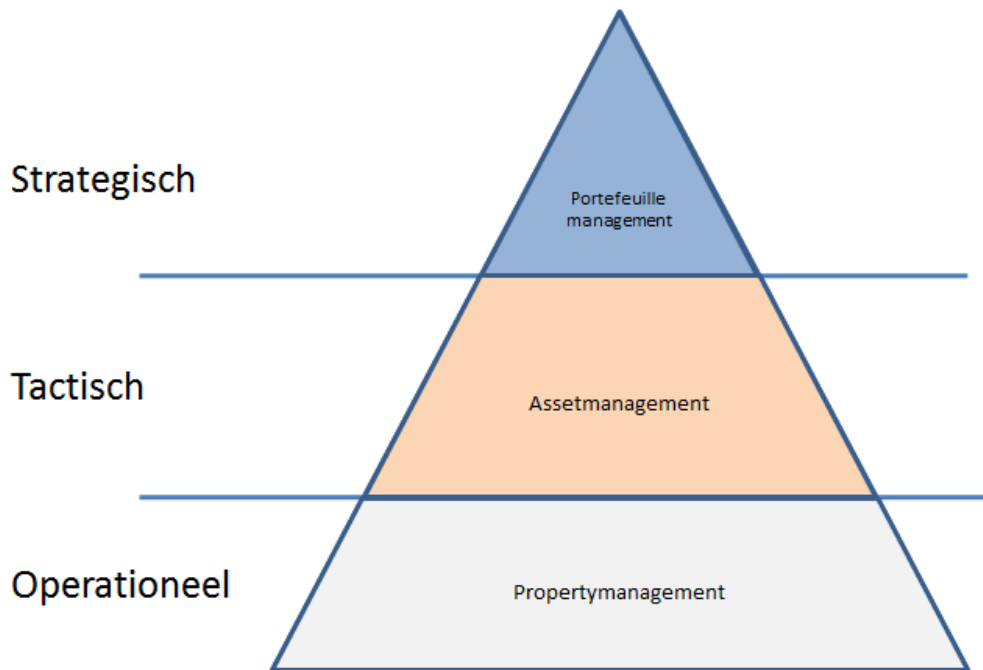 Strategisch
Portefeuille
management
Tactisch
Assetmanagement
Operationeel
Propertymanagement